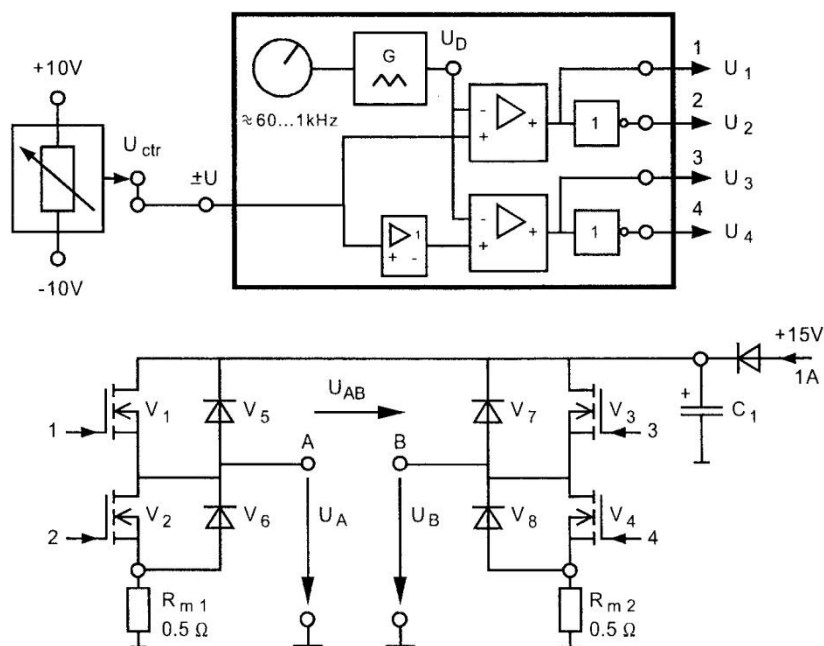 +10V
U ctr
-10V
±U
≈ 60...1kHz
G
U D
-
+
+
1
+
-
-
+
+
1
1
1
U 1
2
U 2
3
U 3
4
U 4
+15V
1A
+
C 1
1
V 1
V 5
U AB
V 7
V 3
3
A
B
2
V 2
V 6
U A
U B
V 8
V 4
4
R m 1
0.5 Ω
R m 2
0.5 Ω